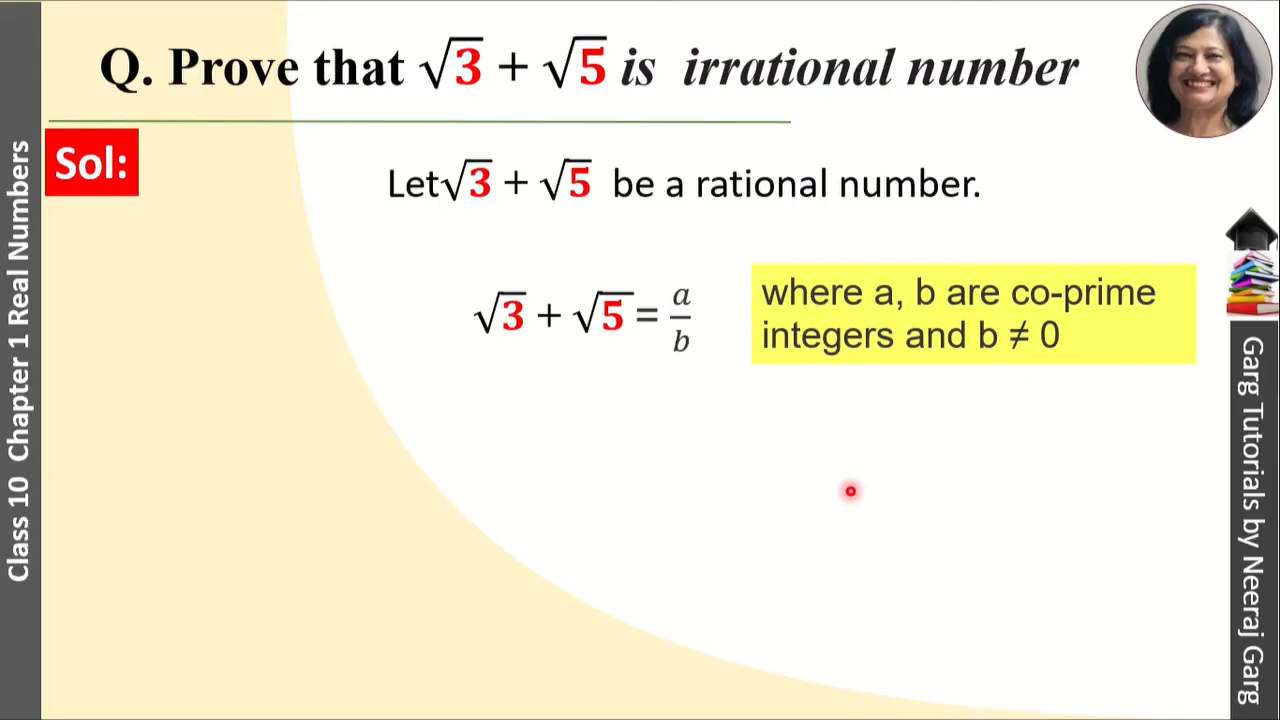 Q. Prove that √3 + √5 is irrational number
Sol:
Let√3 + √5 be a rational number.
√3 + √5 = a/b
where a, b are co-prime
integers and b ≠ 0
Class 10 Chapter 1 Real Numbers
Garg Tutorials by Neeraj Garg